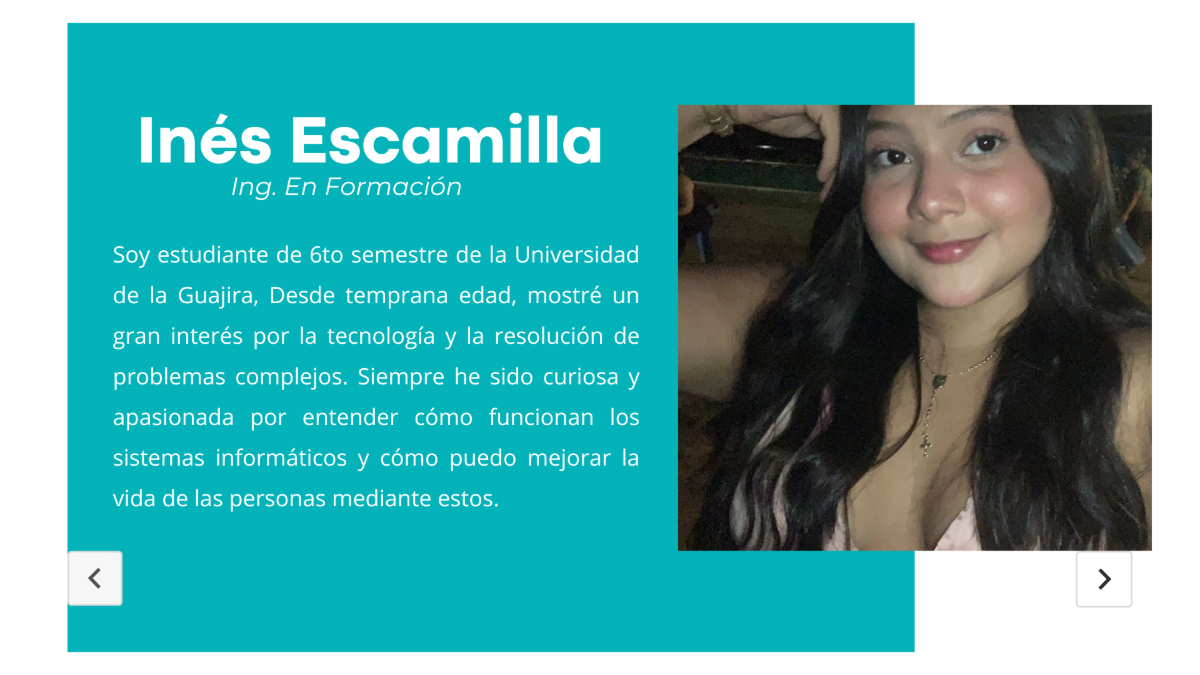 Inés Escamilla
Ing. En Formación
Soy estudiante de 6to semestre de la Universidad
de la Guajira, Desde temprana edad, mostré un
gran interés por la tecnología y la resolución de
problemas complejos. Siempre he sido curiosa y
apasionada por entender cómo funcionan los
sistemas informáticos y cómo puedo mejorar la
vida de las personas mediante estos.